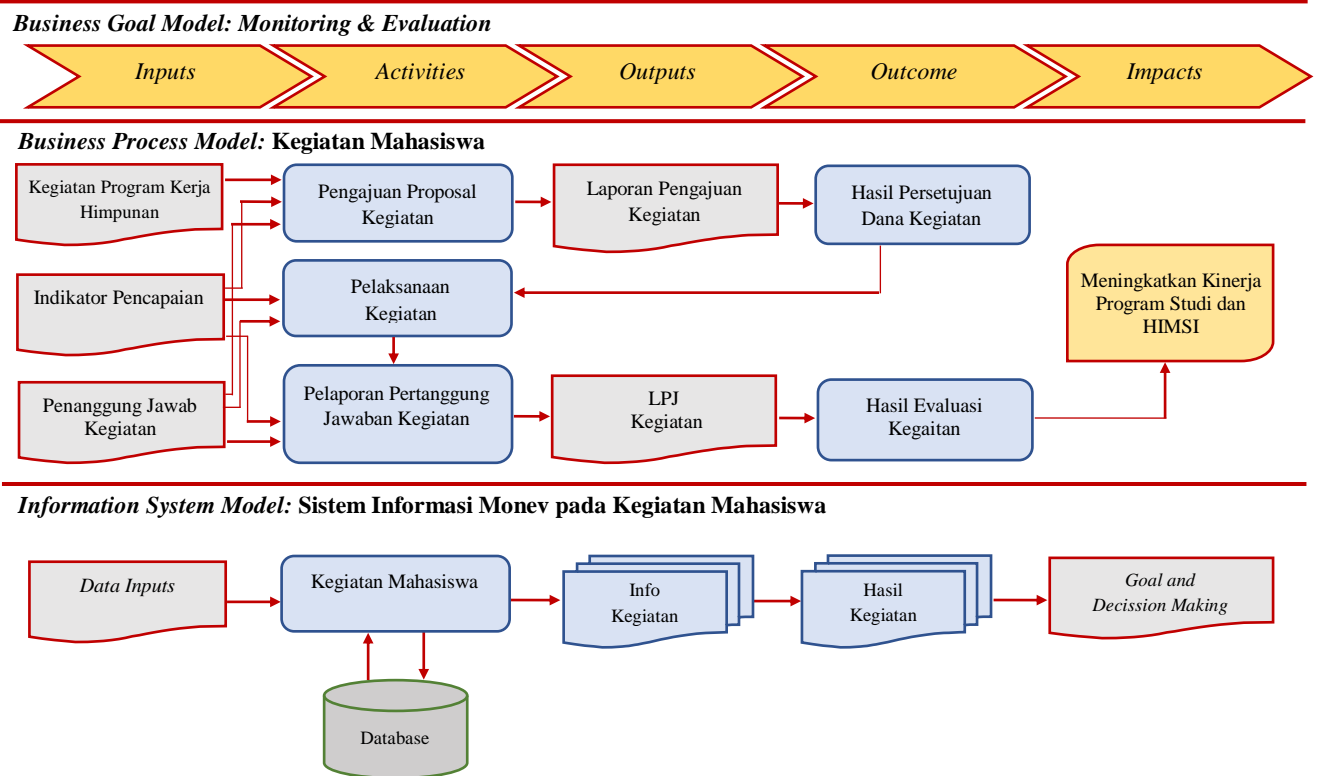 Business Goal Model: Monitoring & Evaluation
Inputs
Activities
Outputs
Outcome
Impacts
Business Process Model: Kegiatan Mahasiswa
Kegiatan Program Kerja
Himpunan
Pengajuan Proposal
Kegiatan
Laporan Pengajuan
Kegiatan
Hasil Persetujuan
Dana Kegiatan
Indikator Pencapaian
Pelaksanaan
Kegiatan
Meningkatkan Kinerja
Program Studi dan
HIMSI
Penanggung Jawab
Kegiatan
Pelaporan Pertanggung
Jawaban Kegiatan
LPJ
Kegiatan
Hasil Evaluasi
Kegaitan
Information System Model: Sistem Informasi Monev pada Kegiatan Mahasiswa
Data Inputs
Kegiatan Mahasiswa
Info
Kegiatan
Hasil
Kegiatan
Goal and
Decission Making
Database